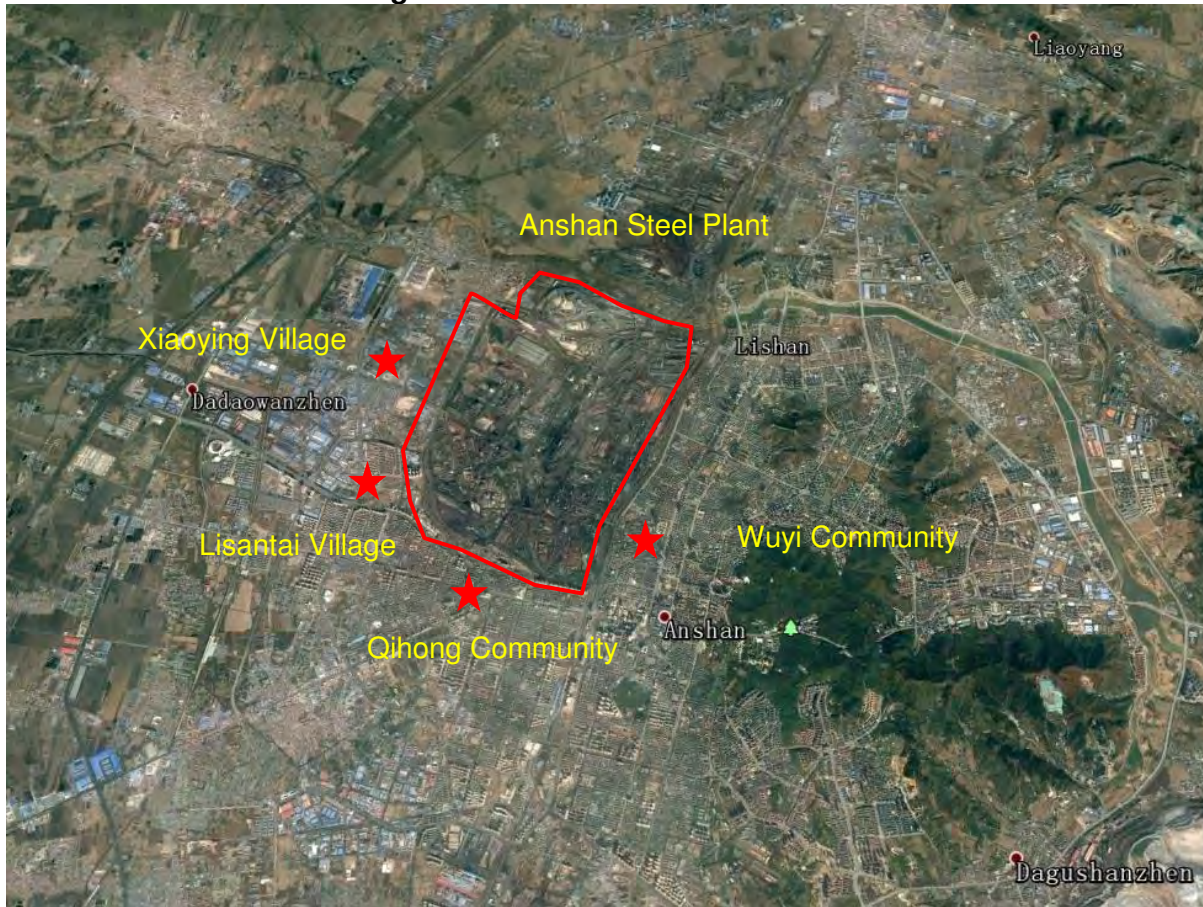 Liaoyang
Anshan Steel Plant
Xiaoying Village
Lishan
Dadaowanzhen
Lisantai Village
Wuyi Community
Qihong Community
Anshan
Dagushanzhen